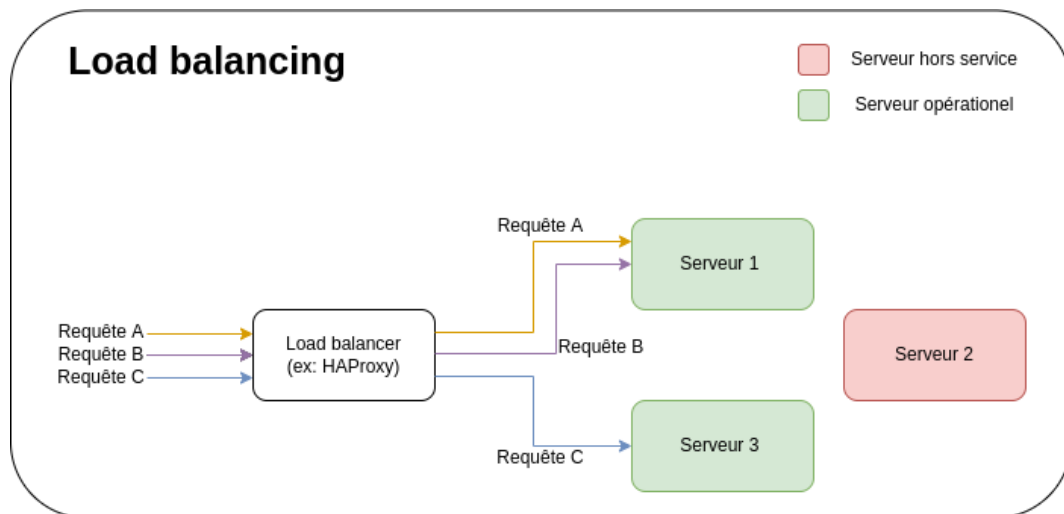 Load balancing
Serveur hors service
Serveur opérationel
Requête A
Serveur 1
Requête A
Requête B
Requête C
Load balancer
(ex: HAProxy)
Requête B
Serveur 2
Requête C
Serveur 3